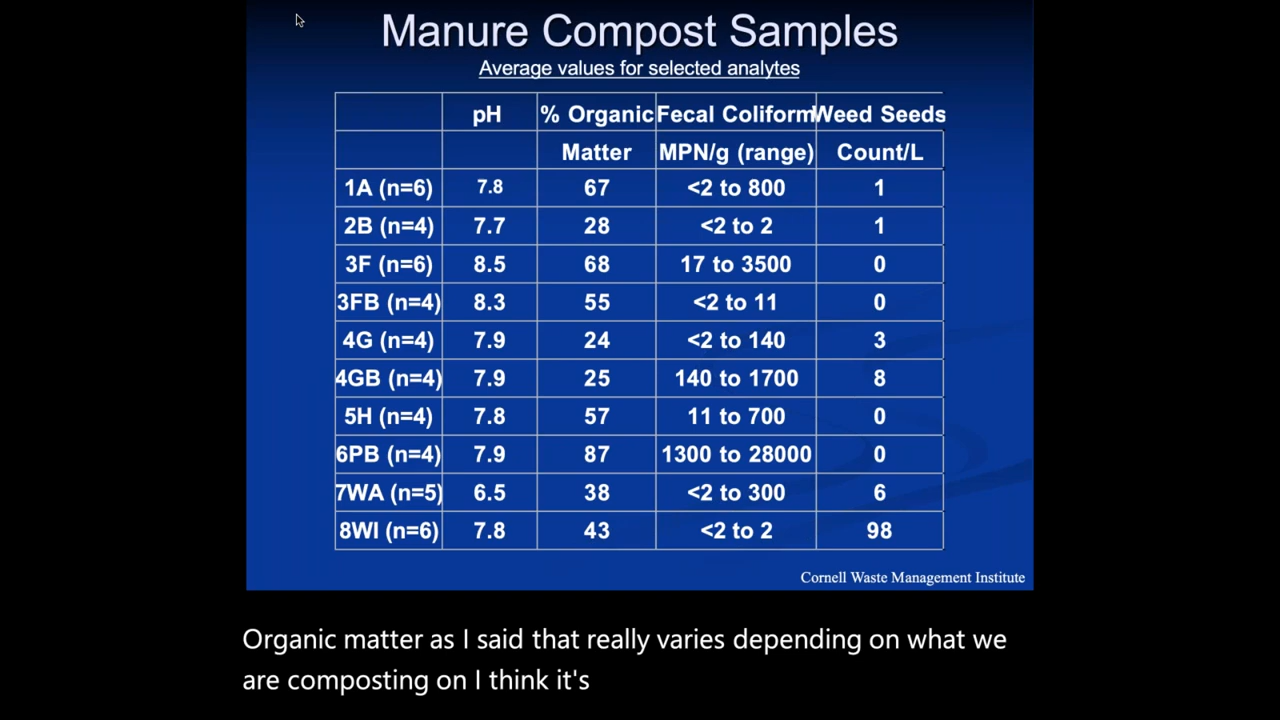 Manure Compost Samples
Average values for selected analytes
pH % Organic Fecal Coliform Weed Seeds
Matter MPN/g (range) Count/L
1A (n=6) 7.8 67 <2 to 800 1
2B (n=4) 7.7 28 <2 to 2 1
3F (n=6) 8.5 68 17 to 3500 0
3FB (n=4) 8.3 55 <2 to 11 0
4G (n=4) 7.9 24 <2 to 140 3
4GB (n=4) 7.9 25 140 to 1700 8
5H (n=4) 7.8 57 11 to 700 0
6PB (n=4) 7.9 87 1300 to 28000 0
7WA (n=5) 6.5 38 <2 to 300 6
8WI (n=6) 7.8 43 <2 to 2 98
Cornell Waste Management Institute
Organic matter as I said that really varies depending on what we
are composting on I think it's